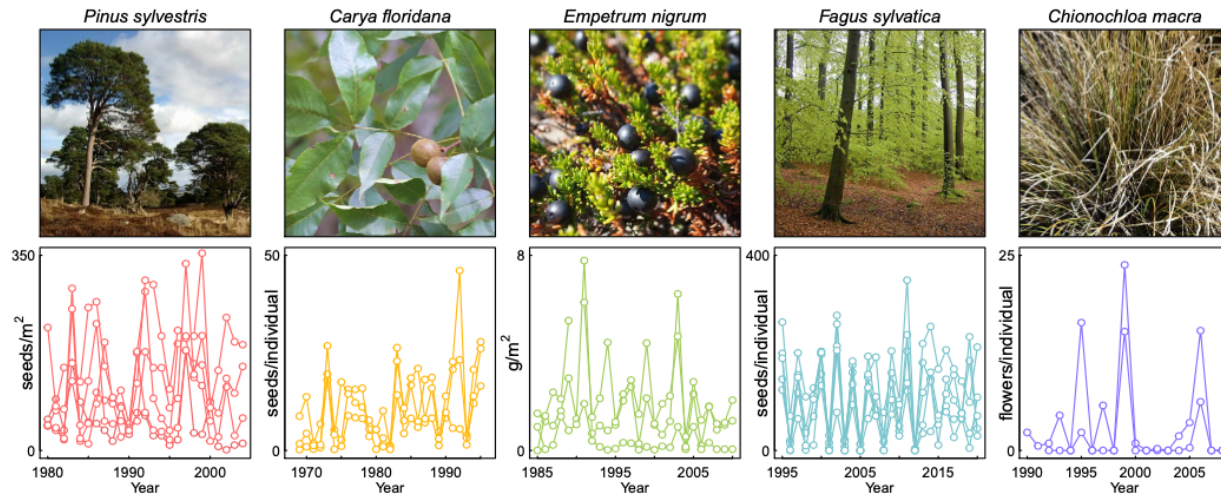 Pinus sylvestris
Carya floridana
Empetrum nigrum
Fagus sylvatica
Chionochloa macra
350
seeds/m²
0
1980 1990 2000
Year
50
seeds/individual
0
1970 1980 1990
Year
8
g/m²
0
1985 1995 2005
Year
400
seeds/individual
0
1995 2005 2015
Year
25
flowers/individual
0
1990 1995 2000 2005
Year